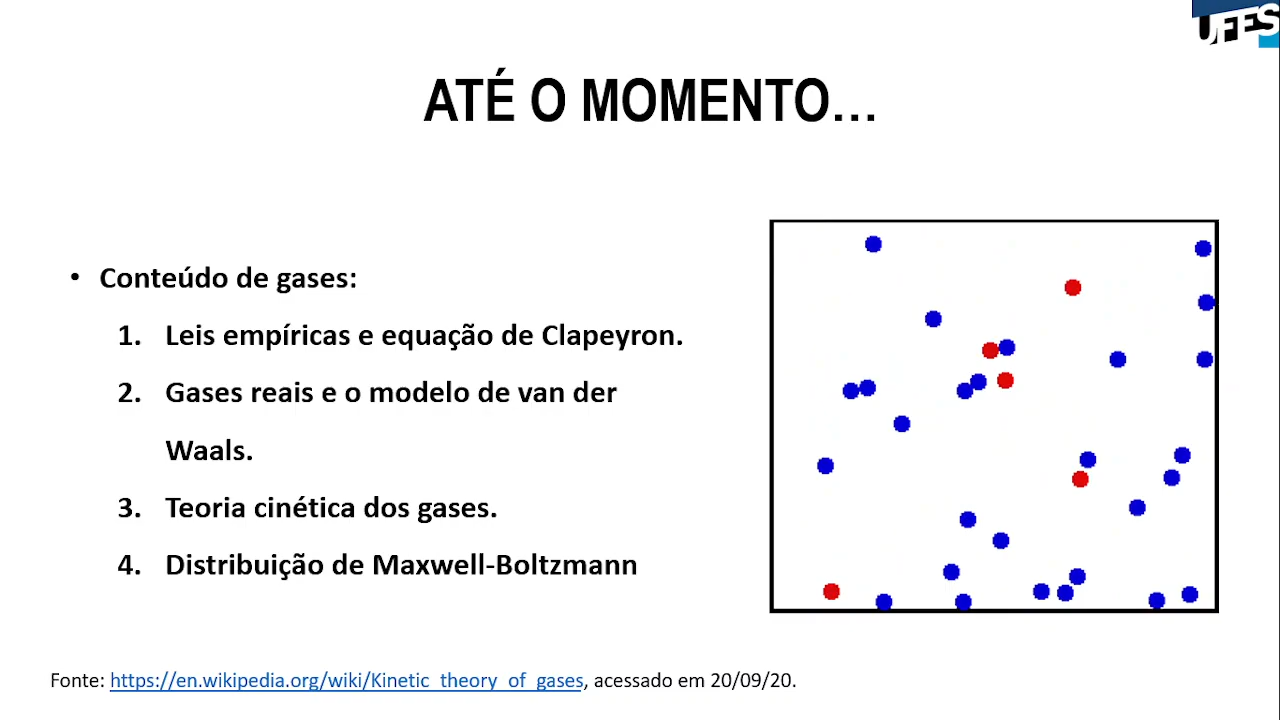 UFES
ATÉ O MOMENTO...
• Conteúdo de gases:
1. Leis empíricas e equação de Clapeyron.
2. Gases reais e o modelo de van der
Waals.
3. Teoria cinética dos gases.
4. Distribuição de Maxwell-Boltzmann
Fonte: https://en.wikipedia.org/wiki/Kinetic_theory_of_gases, acessado em 20/09/20.